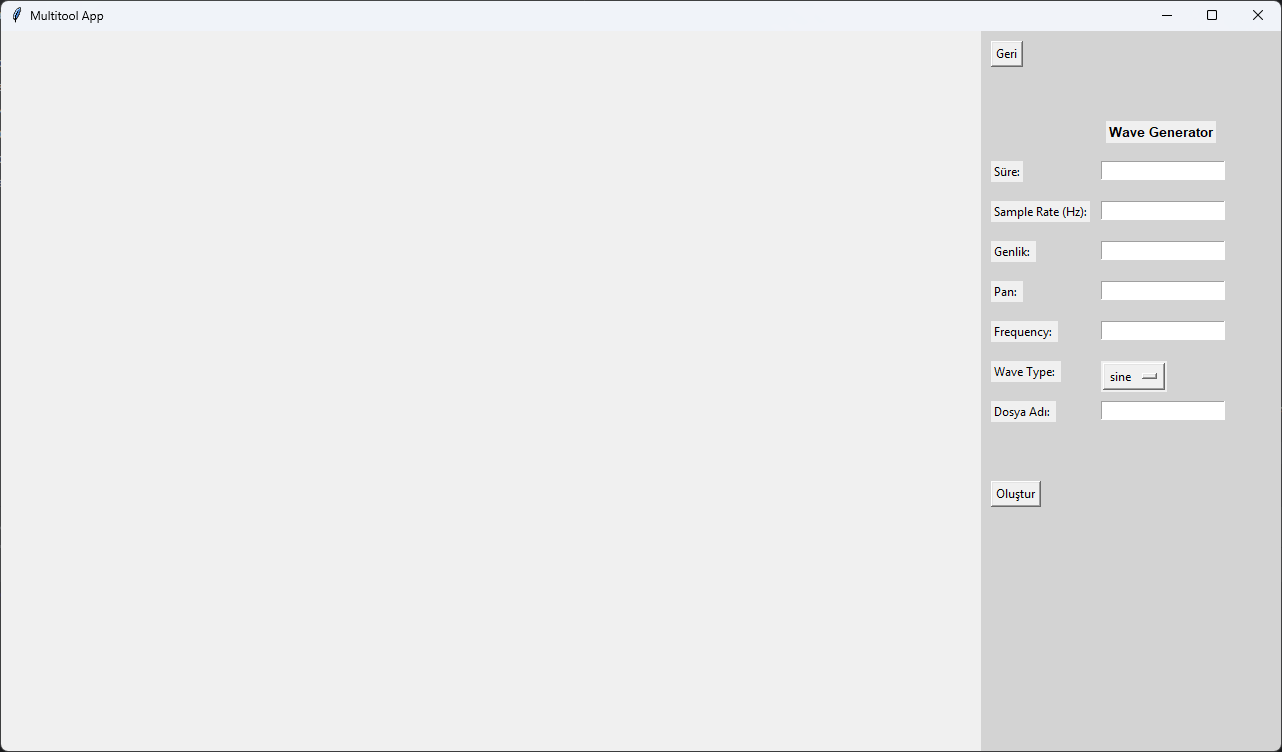 Multitool App
Geri
Wave Generator
Süre:
Sample Rate (Hz):
Genlik:
Pan:
Frequency:
Wave Type:
sine
Dosya Adı:
Oluştur